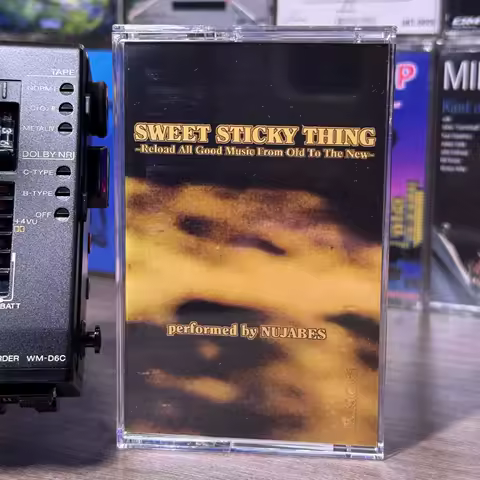 TAPE
NORM
CrO₂
METAL
DOLBY NR
C-TYPE
B-TYPE
OFF
+4VU
BATT
WM-D6C
SWEET STICKY THING
~Reload All Good Music From Old To The New~
performed by NUJABES
P
MI